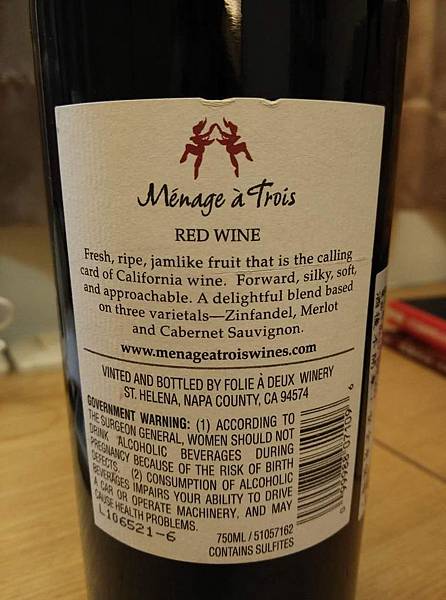 Ménage à Trois
RED WINE
Fresh, ripe, jamlike fruit that is the calling
card of California wine. Forward, silky, soft,
and approachable. A delightful blend based
on three varietals—Zinfandel, Merlot
and Cabernet Sauvignon.
www.menageatroiswines.com
VINTED AND BOTTLED BY FOLIE À DEUX WINERY
ST. HELENA, NAPA COUNTY, CA 94574
GOVERNMENT WARNING: (1) ACCORDING TO
THE SURGEON GENERAL, WOMEN SHOULD NOT
DRINK ALCOHOLIC BEVERAGES DURING
PREGNANCY BECAUSE OF THE RISK OF BIRTH
DEFECTS. (2) CONSUMPTION OF ALCOHOLIC
BEVERAGES IMPAIRS YOUR ABILITY TO DRIVE
A CAR OR OPERATE MACHINERY, AND MAY
CAUSE HEALTH PROBLEMS.
L106521-6
0 99988 07109 6
750ML / 51057162
CONTAINS SULFITES